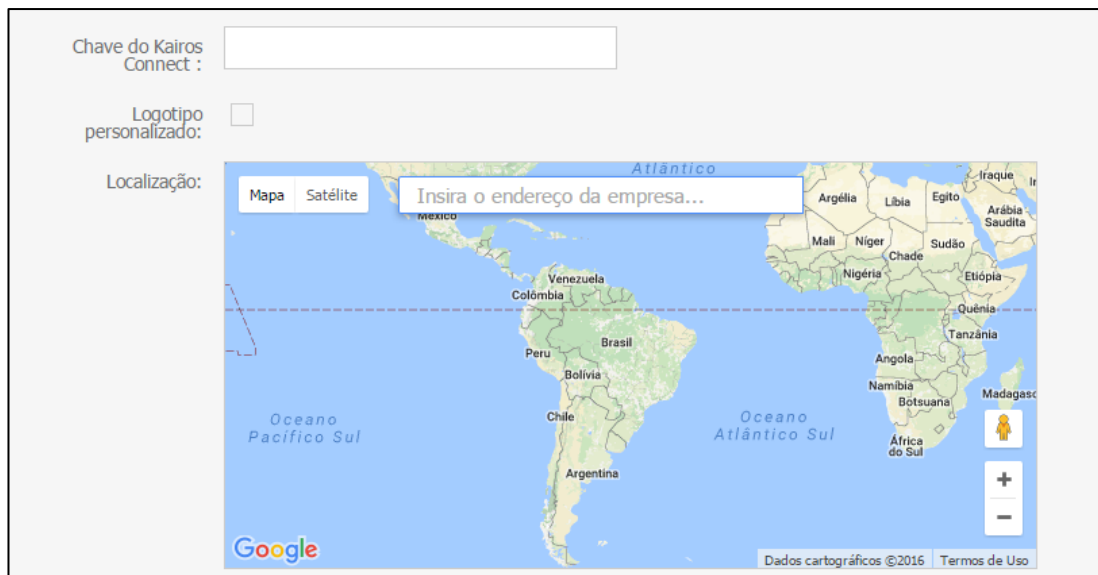 Chave do Kairos
Connect :
Logotipo
personalizado:
Localização:
Mapa Satélite
Insira o endereço da empresa...
Atlântico
México
Venezuela
Colômbia
Brasil
Peru
Bolívia
Chile
Argentina
Oceano
Pacífico Sul
Oceano
Atlântico Sul
Iraque
Argélia
Líbia
Egito
Arábia
Saudita
Mali
Níger
Chade
Sudão
Nigéria
Etiópia
Quênia
Tanzânia
Angola
Namíbia
Botsuana
Madagasc
África
do Sul
Google
Dados cartográficos ©2016 Termos de Uso